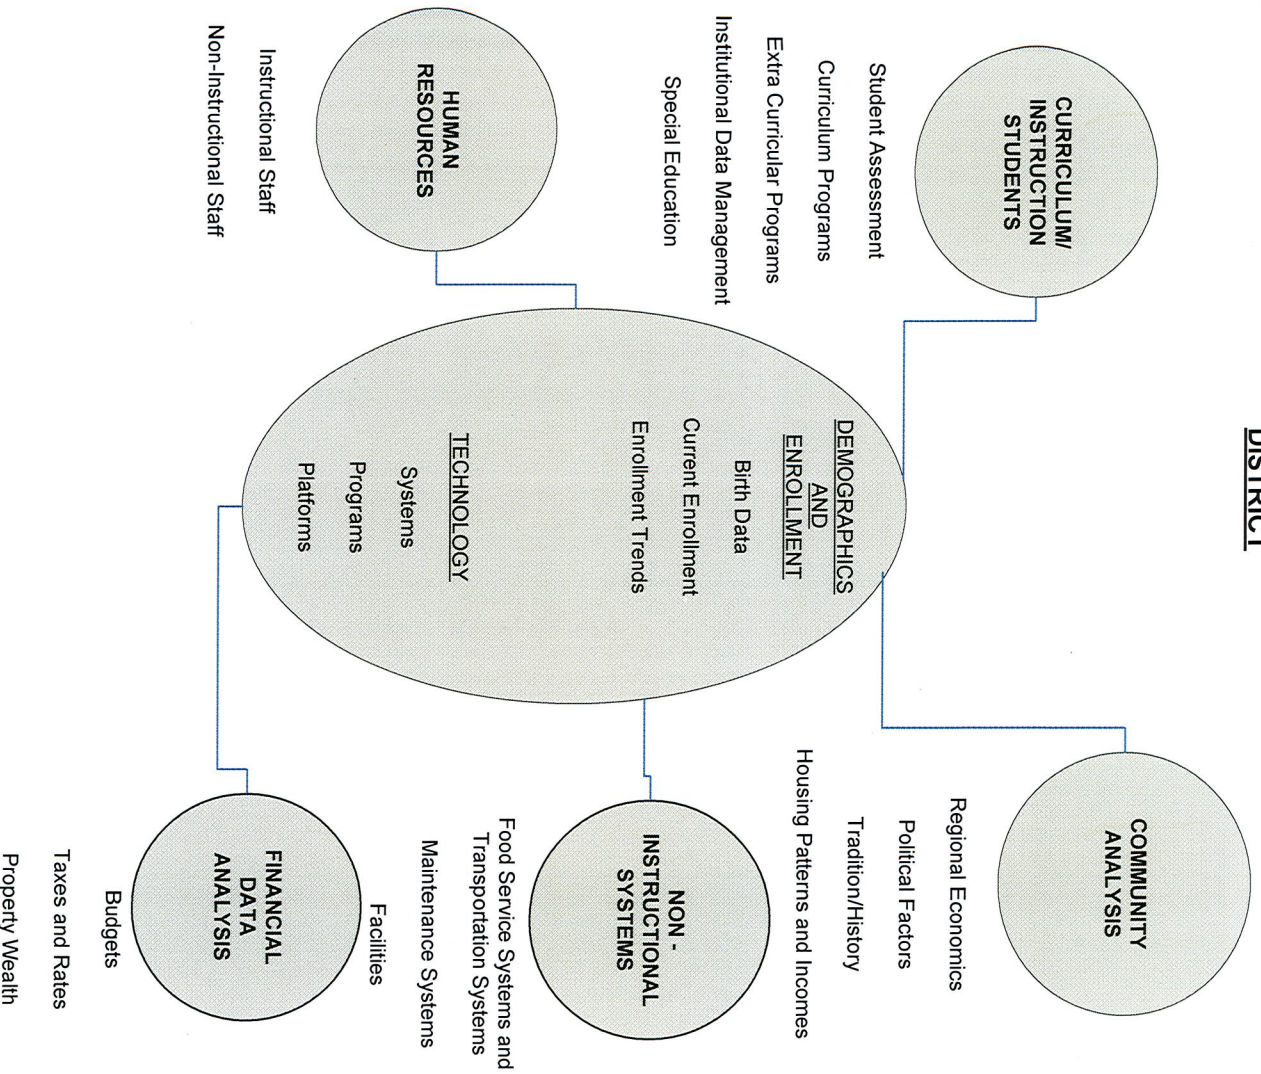 DISTRICT
CURRICULUM/
INSTRUCTION
STUDENTS
Student Assessment
Curriculum Programs
Extra Curricular Programs
Institutional Data Management
Special Education
HUMAN
RESOURCES
Instructional Staff
Non-Instructional Staff
DEMOGRAPHICS
AND
ENROLLMENT
Birth Data
Current Enrollment
Enrollment Trends
TECHNOLOGY
Systems
Programs
Platforms
COMMUNITY
ANALYSIS
Regional Economics
Political Factors
Tradition/History
Housing Patterns and Incomes
NON -
INSTRUCTIONAL
SYSTEMS
Food Service Systems and
Transportation Systems
Maintenance Systems
Facilities
FINANCIAL
DATA
ANALYSIS
Budgets
Taxes and Rates
Property Wealth